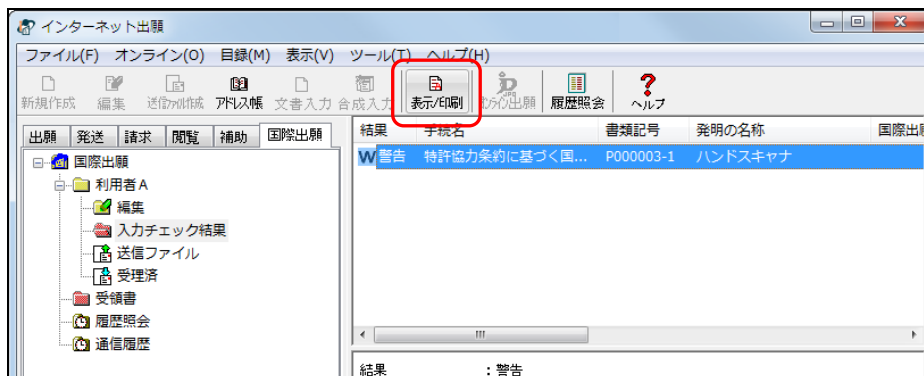 インターネット出願
ファイル(F) オンライン(O) 目録(M) 表示(V) ツール(T) ヘルプ(H)
新規作成 編集 送信ファイル作成 アドレス帳 文書入力 合成入力 表示/印刷 オンライン出願 履歴照会 ヘルプ
出願 発送 請求 閲覧 補助 国際出願
結果 手続名 書類記号 発明の名称 国際出願
国際出願
W警告 特許協力条約に基づく国... P000003-1 ハンドスキャナ
利用者A
編集
入力チェック結果
送信ファイル
受理済
受領書
履歴照会
通信履歴
結果 :警告